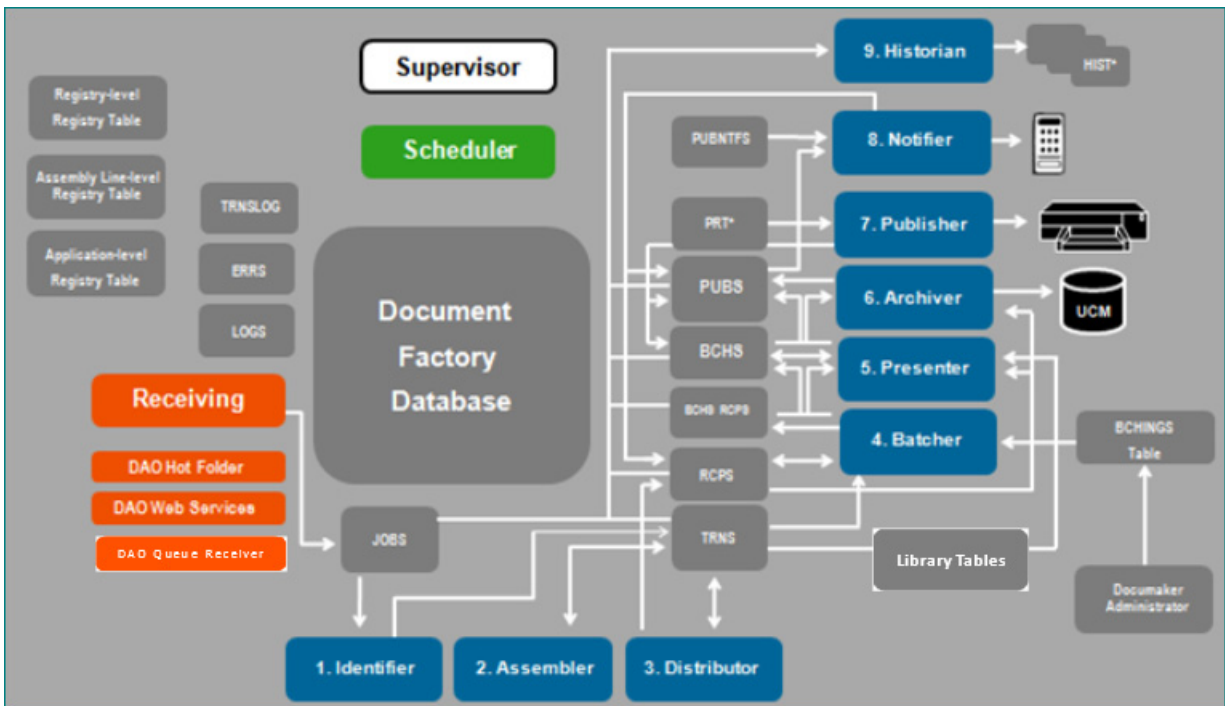 Supervisor
Scheduler
Registry-level
Registry Table
Assembly Line-level
Registry Table
Application-level
Registry Table
TRNSLOG
ERRS
LOGS
Document
Factory
Database
Receiving
DAO Hot Folder
DAO Web Services
DAO Queue Receiver
JOBS
1. Identifier
2. Assembler
3. Distributor
PUBNTFS
PRT*
PUBS
BCHS
BCHS RCPS
RCPS
TRNS
9. Historian
8. Notifier
7. Publisher
6. Archiver
5. Presenter
4. Batcher
HIST*
UCM
BCHINGS
Table
Library Tables
Documaker
Administrator